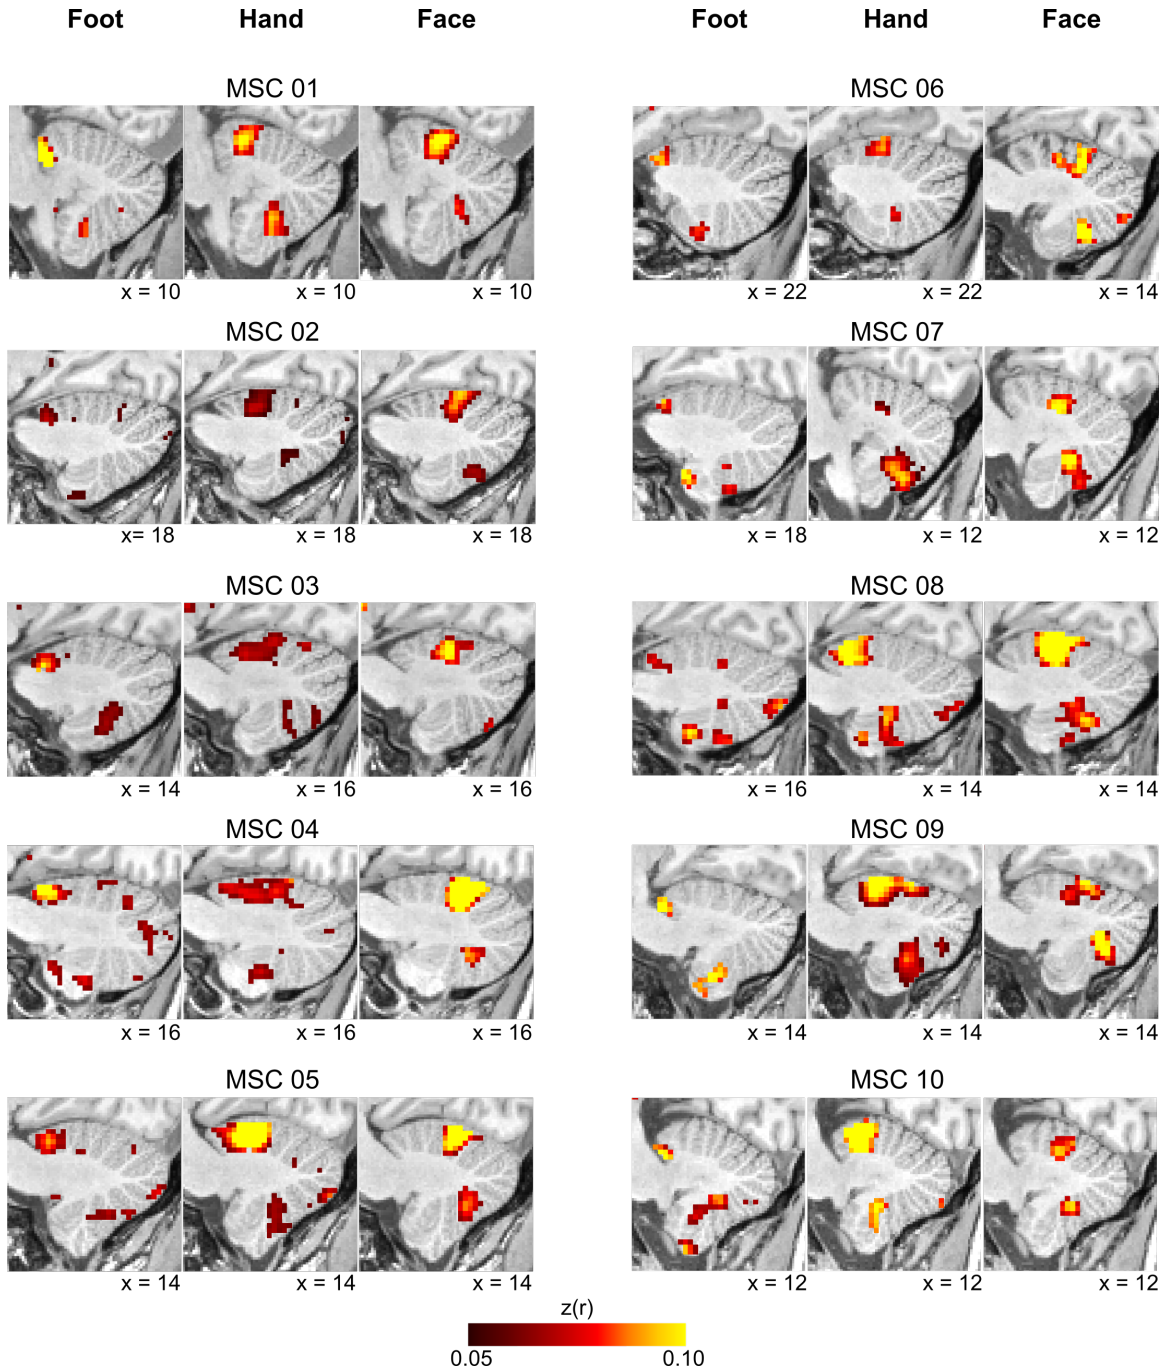 Foot Hand Face Foot Hand Face
MSC 01 MSC 06
x = 10 x = 10 x = 10 x = 22 x = 22 x = 14
MSC 02 MSC 07
x= 18 x = 18 x = 18 x = 18 x = 12 x = 12
MSC 03 MSC 08
x = 14 x = 16 x = 16 x = 16 x = 14 x = 14
MSC 04 MSC 09
x = 16 x = 16 x = 16 x = 14 x = 14 x = 14
MSC 05 MSC 10
x = 14 x = 14 x = 14 x = 12 x = 12 x = 12
z(r)
0.05 0.10